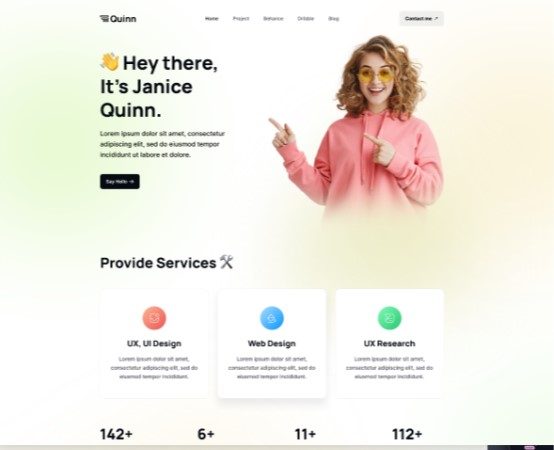 Quinn
Home Project Behance Dribble Blog
Contact me ↗
👋 Hey there,
It's Janice
Quinn.
Lorem ipsum dolor sit amet, consectetur
adipiscing elit, sed do eiusmod tempor
incididunt ut labore et dolore.
Say Hello →
Provide Services 🛠
UX, UI Design
Lorem ipsum dolor sit amet,
consectetur adipiscing elit, sed do
eiusmod tempor incididunt.
Web Design
Lorem ipsum dolor sit amet,
consectetur adipiscing elit, sed do
eiusmod tempor incididunt.
UX Research
Lorem ipsum dolor sit amet,
consectetur adipiscing elit, sed do
eiusmod tempor incididunt.
142+ 6+ 11+ 112+